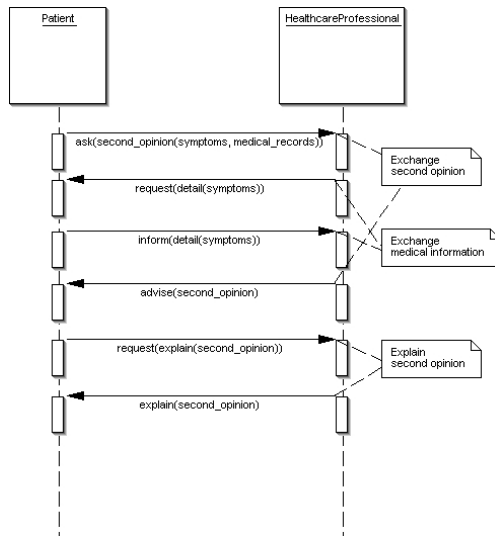 Patient
HealthcareProfessional
ask(second_opinion(symptoms, medical_records))
Exchange
second opinion
request(detail(symptoms))
inform(detail(symptoms))
Exchange
medical information
advise(second_opinion)
request(explain(second_opinion))
Explain
second opinion
explain(second_opinion)